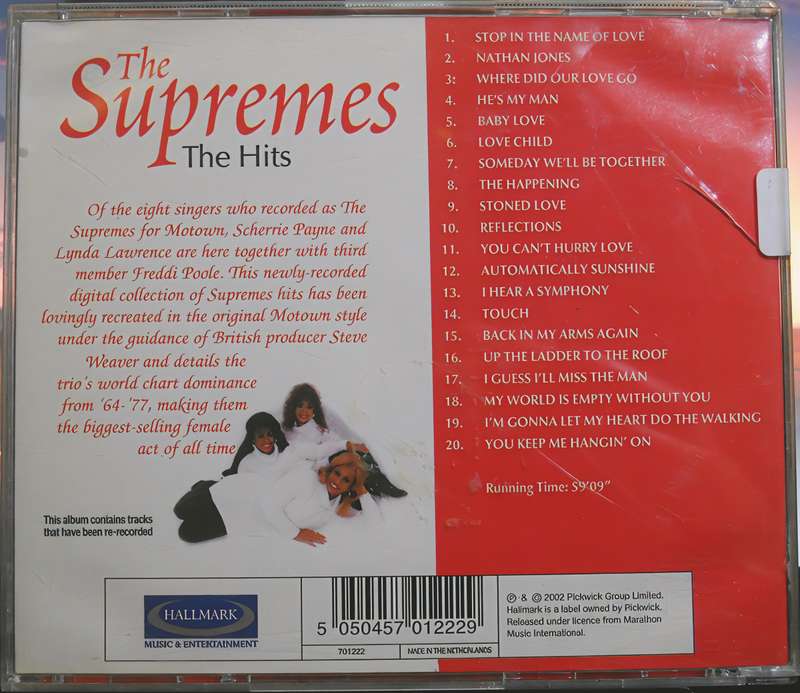 The
Supremes
The Hits
Of the eight singers who recorded as The
Supremes for Motown, Scherrie Payne and
Lynda Lawrence are here together with third
member Freddi Poole. This newly-recorded
digital collection of Supremes hits has been
lovingly recreated in the original Motown style
under the guidance of British producer Steve
Weaver and details the
trio's world chart dominance
from '64-'77, making them
the biggest-selling female
act of all time
This album contains tracks
that have been re-recorded
1. STOP IN THE NAME OF LOVE
2. NATHAN JONES
3. WHERE DID OUR LOVE GO
4. HE'S MY MAN
5. BABY LOVE
6. LOVE CHILD
7. SOMEDAY WE'LL BE TOGETHER
8. THE HAPPENING
9. STONED LOVE
10. REFLECTIONS
11. YOU CAN'T HURRY LOVE
12. AUTOMATICALLY SUNSHINE
13. I HEAR A SYMPHONY
14. TOUCH
15. BACK IN MY ARMS AGAIN
16. UP THE LADDER TO THE ROOF
17. I GUESS I'LL MISS THE MAN
18. MY WORLD IS EMPTY WITHOUT YOU
19. I'M GONNA LET MY HEART DO THE WALKING
20. YOU KEEP ME HANGIN' ON
Running Time: 59'09"
HALLMARK
MUSIC & ENTERTAINMENT
5 050457 012229
701222 MADE IN THE NETHERLANDS
℗ & © 2002 Pickwick Group Limited.
Hallmark is a label owned by Pickwick.
Released under licence from Marathon
Music International.